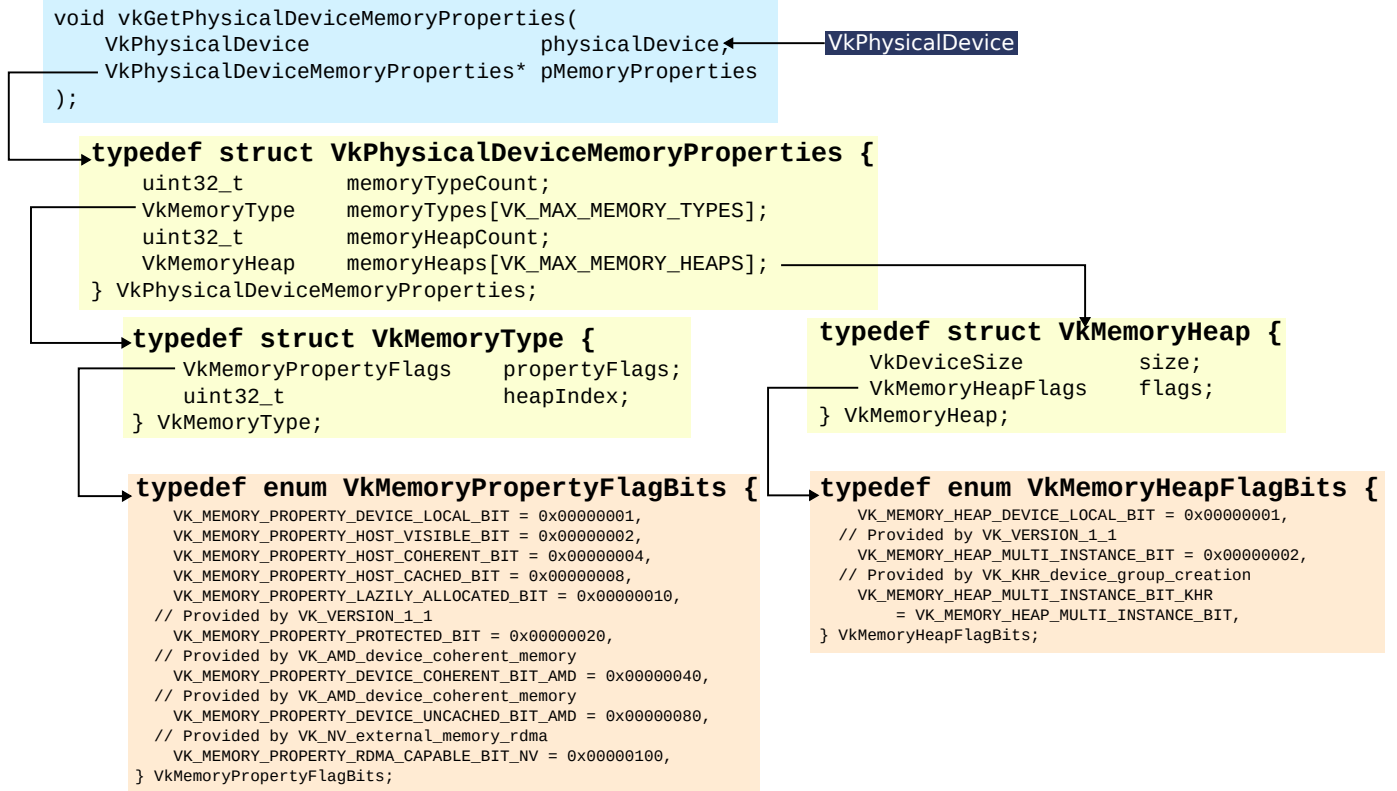 void vkGetPhysicalDeviceMemoryProperties(
    VkPhysicalDevice                  physicalDevice,
VkPhysicalDevice
    VkPhysicalDeviceMemoryProperties* pMemoryProperties
);
typedef struct VkPhysicalDeviceMemoryProperties {
    uint32_t        memoryTypeCount;
    VkMemoryType    memoryTypes[VK_MAX_MEMORY_TYPES];
    uint32_t        memoryHeapCount;
    VkMemoryHeap    memoryHeaps[VK_MAX_MEMORY_HEAPS];
} VkPhysicalDeviceMemoryProperties;
typedef struct VkMemoryType {
    VkMemoryPropertyFlags    propertyFlags;
    uint32_t                 heapIndex;
} VkMemoryType;
typedef struct VkMemoryHeap {
    VkDeviceSize         size;
    VkMemoryHeapFlags    flags;
} VkMemoryHeap;
typedef enum VkMemoryPropertyFlagBits {
    VK_MEMORY_PROPERTY_DEVICE_LOCAL_BIT = 0x00000001,
    VK_MEMORY_PROPERTY_HOST_VISIBLE_BIT = 0x00000002,
    VK_MEMORY_PROPERTY_HOST_COHERENT_BIT = 0x00000004,
    VK_MEMORY_PROPERTY_HOST_CACHED_BIT = 0x00000008,
    VK_MEMORY_PROPERTY_LAZILY_ALLOCATED_BIT = 0x00000010,
  // Provided by VK_VERSION_1_1
    VK_MEMORY_PROPERTY_PROTECTED_BIT = 0x00000020,
  // Provided by VK_AMD_device_coherent_memory
    VK_MEMORY_PROPERTY_DEVICE_COHERENT_BIT_AMD = 0x00000040,
  // Provided by VK_AMD_device_coherent_memory
    VK_MEMORY_PROPERTY_DEVICE_UNCACHED_BIT_AMD = 0x00000080,
  // Provided by VK_NV_external_memory_rdma
    VK_MEMORY_PROPERTY_RDMA_CAPABLE_BIT_NV = 0x00000100,
} VkMemoryPropertyFlagBits;
typedef enum VkMemoryHeapFlagBits {
    VK_MEMORY_HEAP_DEVICE_LOCAL_BIT = 0x00000001,
  // Provided by VK_VERSION_1_1
    VK_MEMORY_HEAP_MULTI_INSTANCE_BIT = 0x00000002,
  // Provided by VK_KHR_device_group_creation
    VK_MEMORY_HEAP_MULTI_INSTANCE_BIT_KHR
        = VK_MEMORY_HEAP_MULTI_INSTANCE_BIT,
} VkMemoryHeapFlagBits;